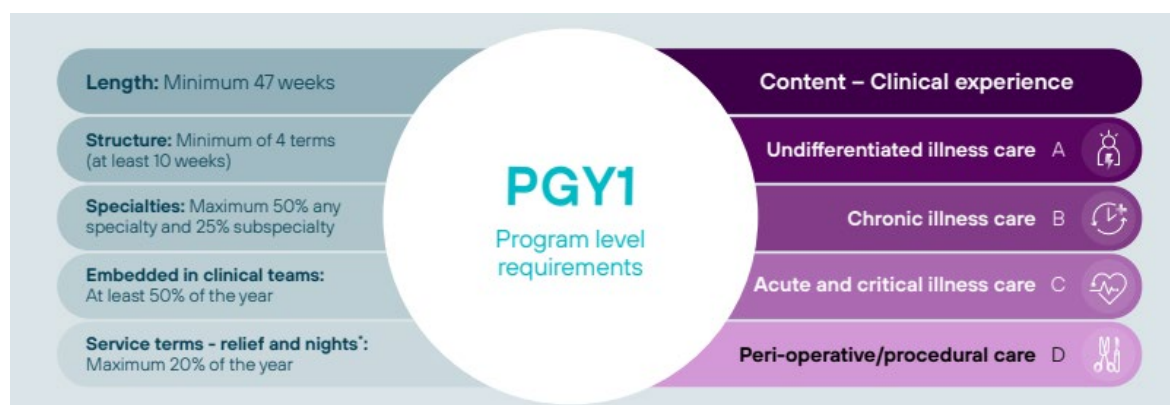 Length: Minimum 47 weeks
Structure: Minimum of 4 terms
(at least 10 weeks)
Specialties: Maximum 50% any
specialty and 25% subspecialty
Embedded in clinical teams:
At least 50% of the year
Service terms - relief and nights*:
Maximum 20% of the year
PGY1
Program level
requirements
Content – Clinical experience
Undifferentiated illness care A
Chronic illness care B
Acute and critical illness care C
Peri-operative/procedural care D